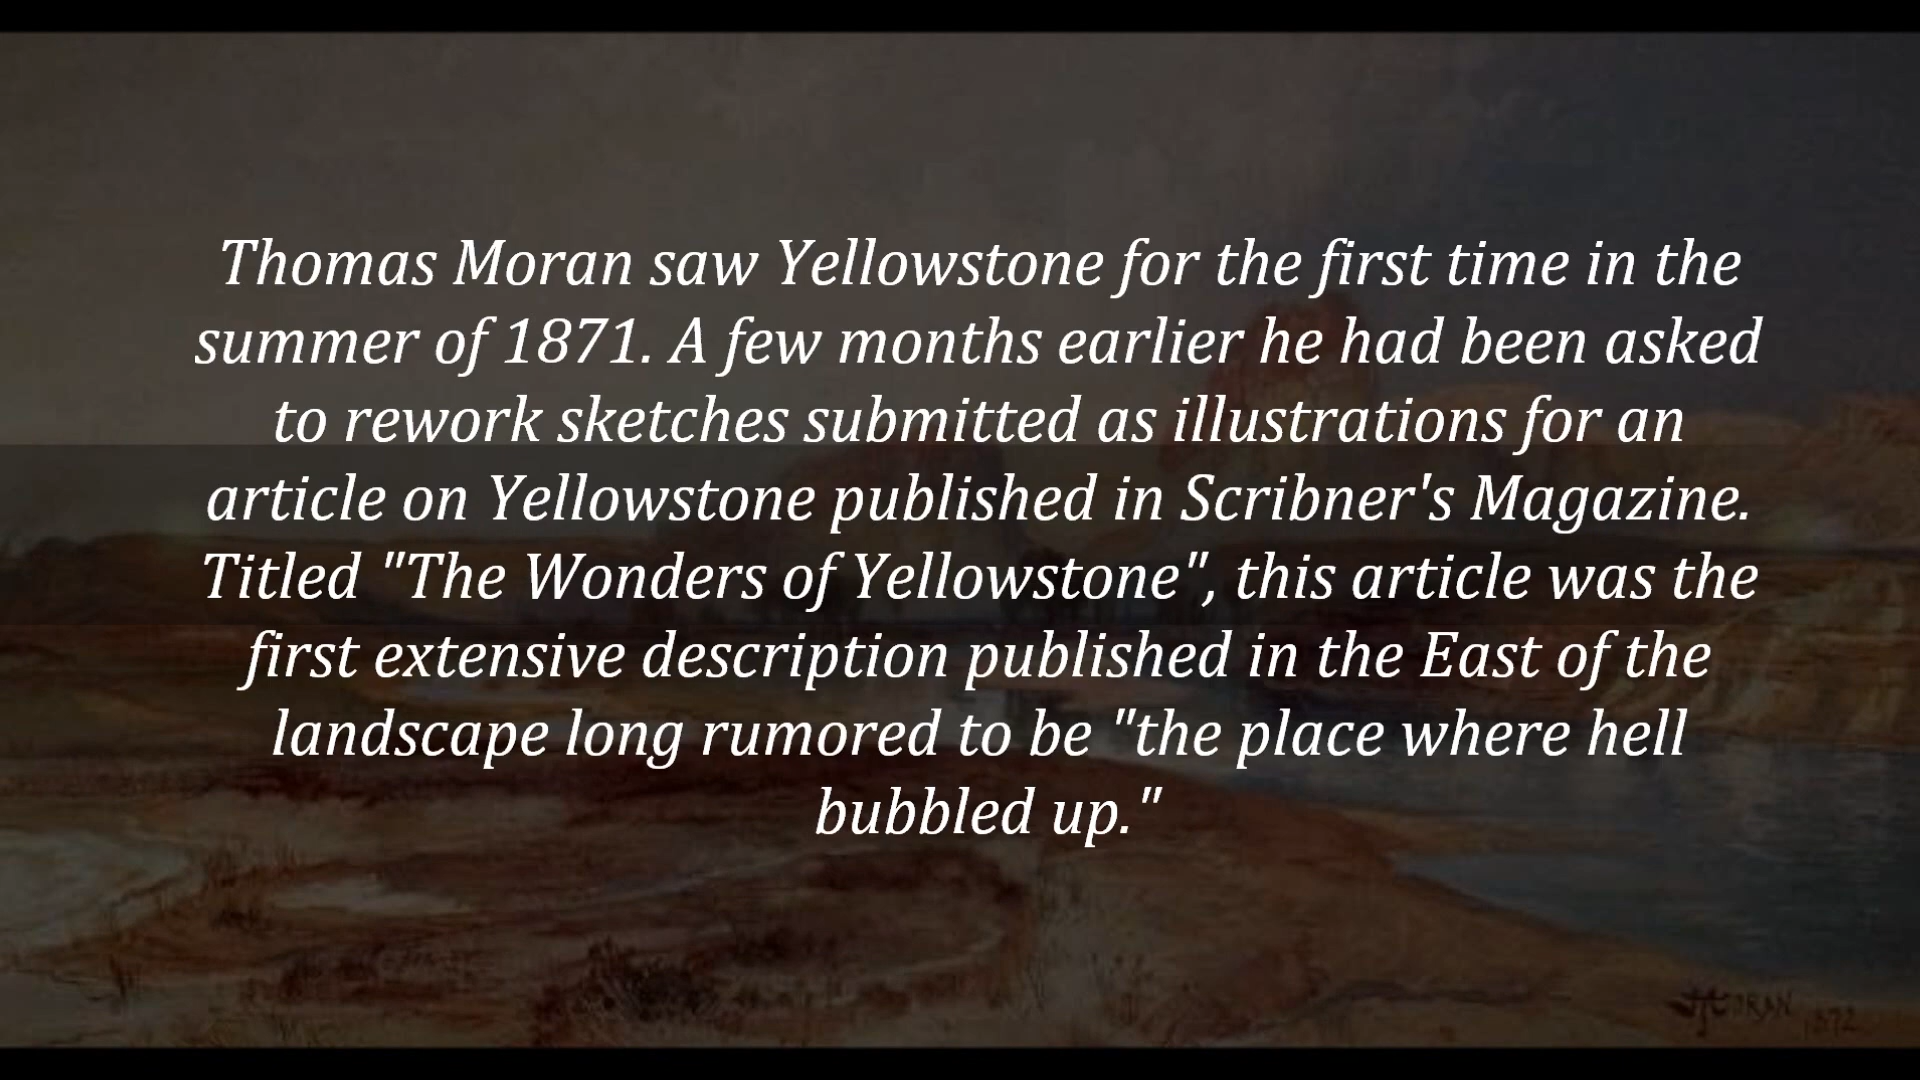 Thomas Moran saw Yellowstone for the first time in the
summer of 1871. A few months earlier he had been asked
to rework sketches submitted as illustrations for an
article on Yellowstone published in Scribner's Magazine.
Titled "The Wonders of Yellowstone", this article was the
first extensive description published in the East of the
landscape long rumored to be "the place where hell
bubbled up."
MORAN 1872